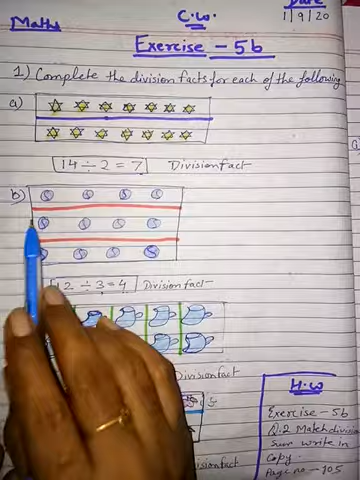 Maths
C.W.
Date
1/9/20
Exercise - 5b
1) Complete the division facts for each of the following
a)
14 ÷ 2 = 7 Division fact
b)
12 ÷ 3 = 4 Division fact
Division fact
Division fact
H.W
Exercise - 5b
Q.2 Match division
sum write in
copy.
Page no - 105